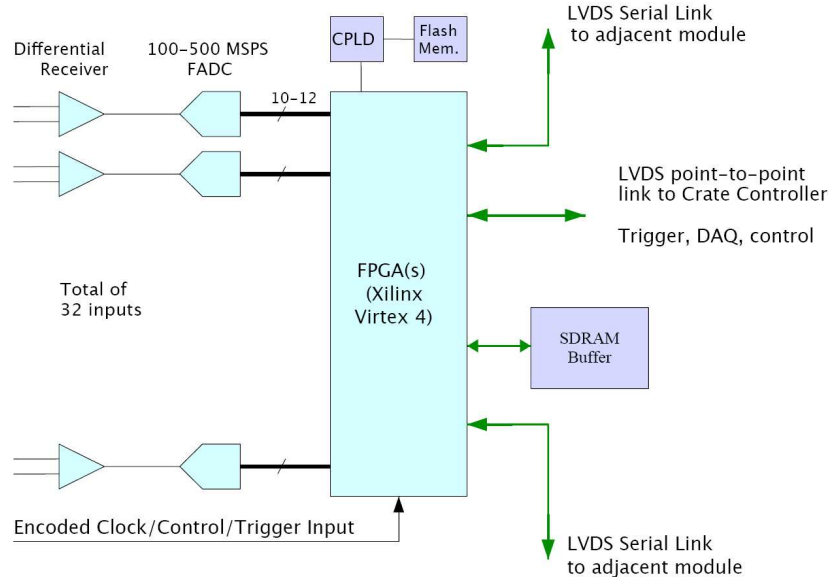 LVDS Serial Link
to adjacent module
Differential
Receiver
100-500 MSPS
FADC
CPLD
Flash
Mem.
10-12
LVDS point-to-point
link to Crate Controller
Trigger, DAQ, control
Total of
32 inputs
FPGA(s)
(Xilinx
Virtex 4)
SDRAM
Buffer
Encoded Clock/Control/Trigger Input
LVDS Serial Link
to adjacent module